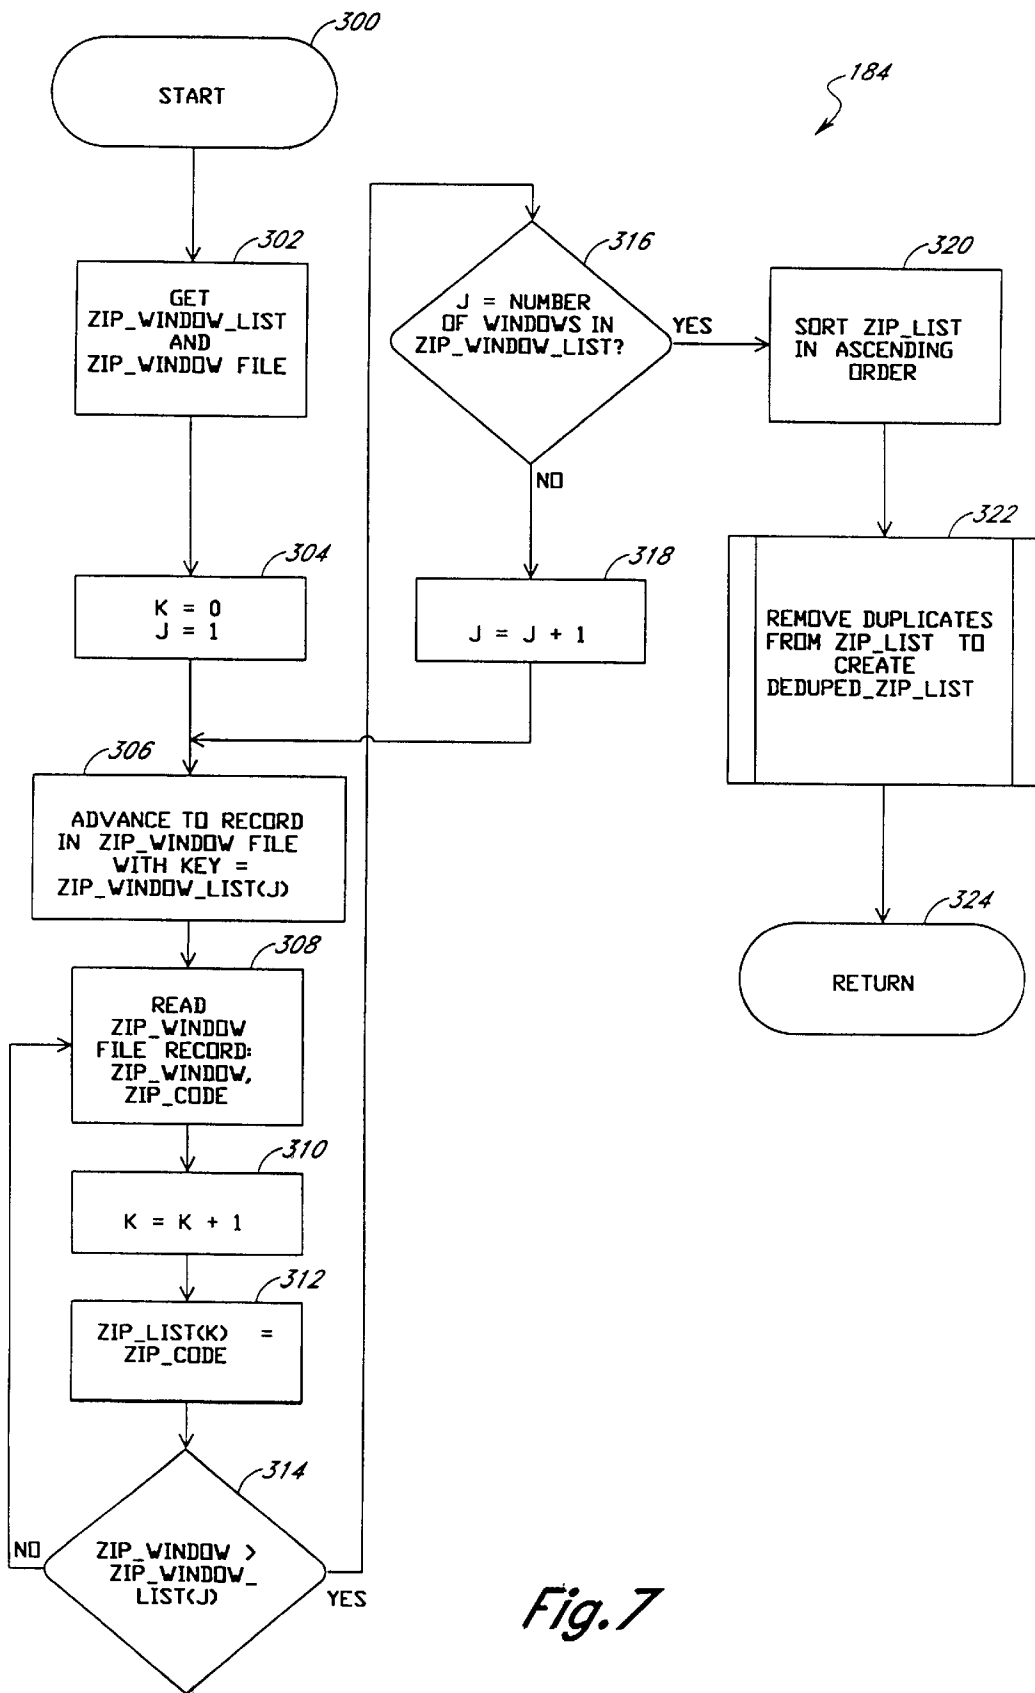 300
START
184
302
GET
ZIP_WINDOW_LIST
AND
ZIP_WINDOW FILE
304
K = 0
J = 1
306
ADVANCE TO RECORD
IN ZIP_WINDOW FILE
WITH KEY =
ZIP_WINDOW_LIST(J)
308
READ
ZIP_WINDOW
FILE RECORD:
ZIP_WINDOW,
ZIP_CODE
310
K = K + 1
312
ZIP_LIST(K) =
ZIP_CODE
314
ZIP_WINDOW >
ZIP_WINDOW_
LIST(J)
NO
YES
316
J = NUMBER
OF WINDOWS IN
ZIP_WINDOW_LIST?
YES
NO
318
J = J + 1
320
SORT ZIP_LIST
IN ASCENDING
ORDER
322
REMOVE DUPLICATES
FROM ZIP_LIST TO
CREATE
DEDUPED_ZIP_LIST
324
RETURN
Fig.7